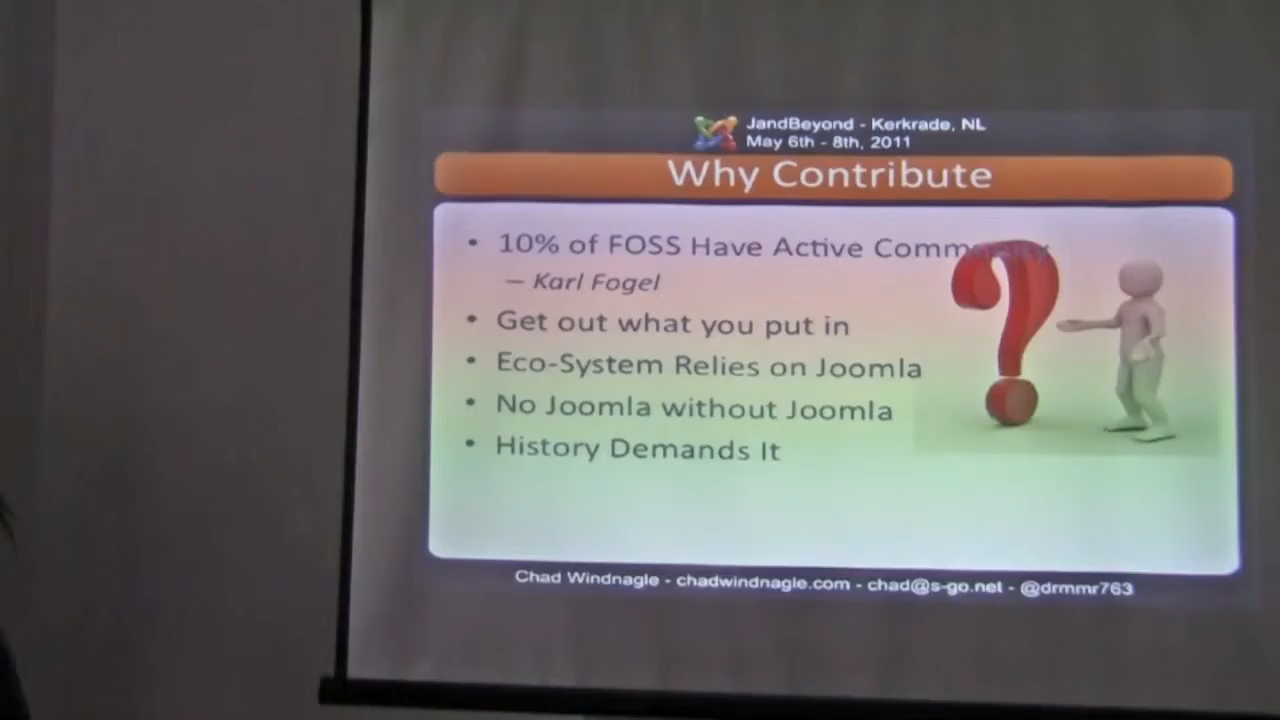 JandBeyond - Kerkrade, NL
May 6th - 8th, 2011
Why Contribute
• 10% of FOSS Have Active Community
– Karl Fogel
• Get out what you put in
• Eco-System Relies on Joomla
• No Joomla without Joomla
• History Demands It
Chad Windnagle - chadwindnagle.com - chad@s-go.net - @drmmr763